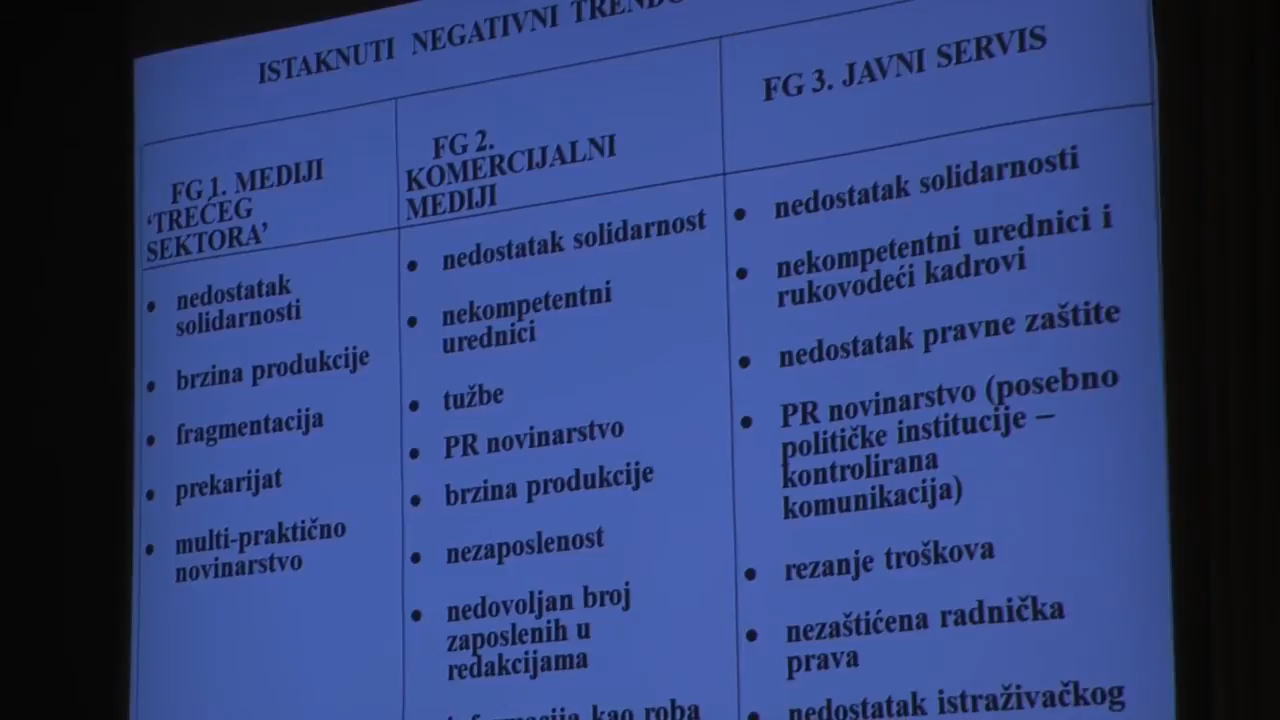 ISTAKNUTI NEGATIVNI
FG 1. MEDIJI
‘TREĆEG
SEKTORA’
nedostatak
solidarnosti
brzina produkcije
fragmentacija
prekarijat
multi-praktično
novinarstvo
FG 2.
KOMERCIJALNI
MEDIJI
nedostatak solidarnost
nekompetentni
urednici
tužbe
PR novinarstvo
brzina produkcije
nezaposlenost
nedovoljan broj
zaposlenih u
redakcijama
informacija kao roba
FG 3. JAVNI SERVIS
nedostatak solidarnosti
nekompetentni urednici i
rukovodeći kadrovi
nedostatak pravne zaštite
PR novinarstvo (posebno
političke institucije –
kontrolirana
komunikacija)
rezanje troškova
nezaštićena radnička
prava
nedostatak istraživačkog